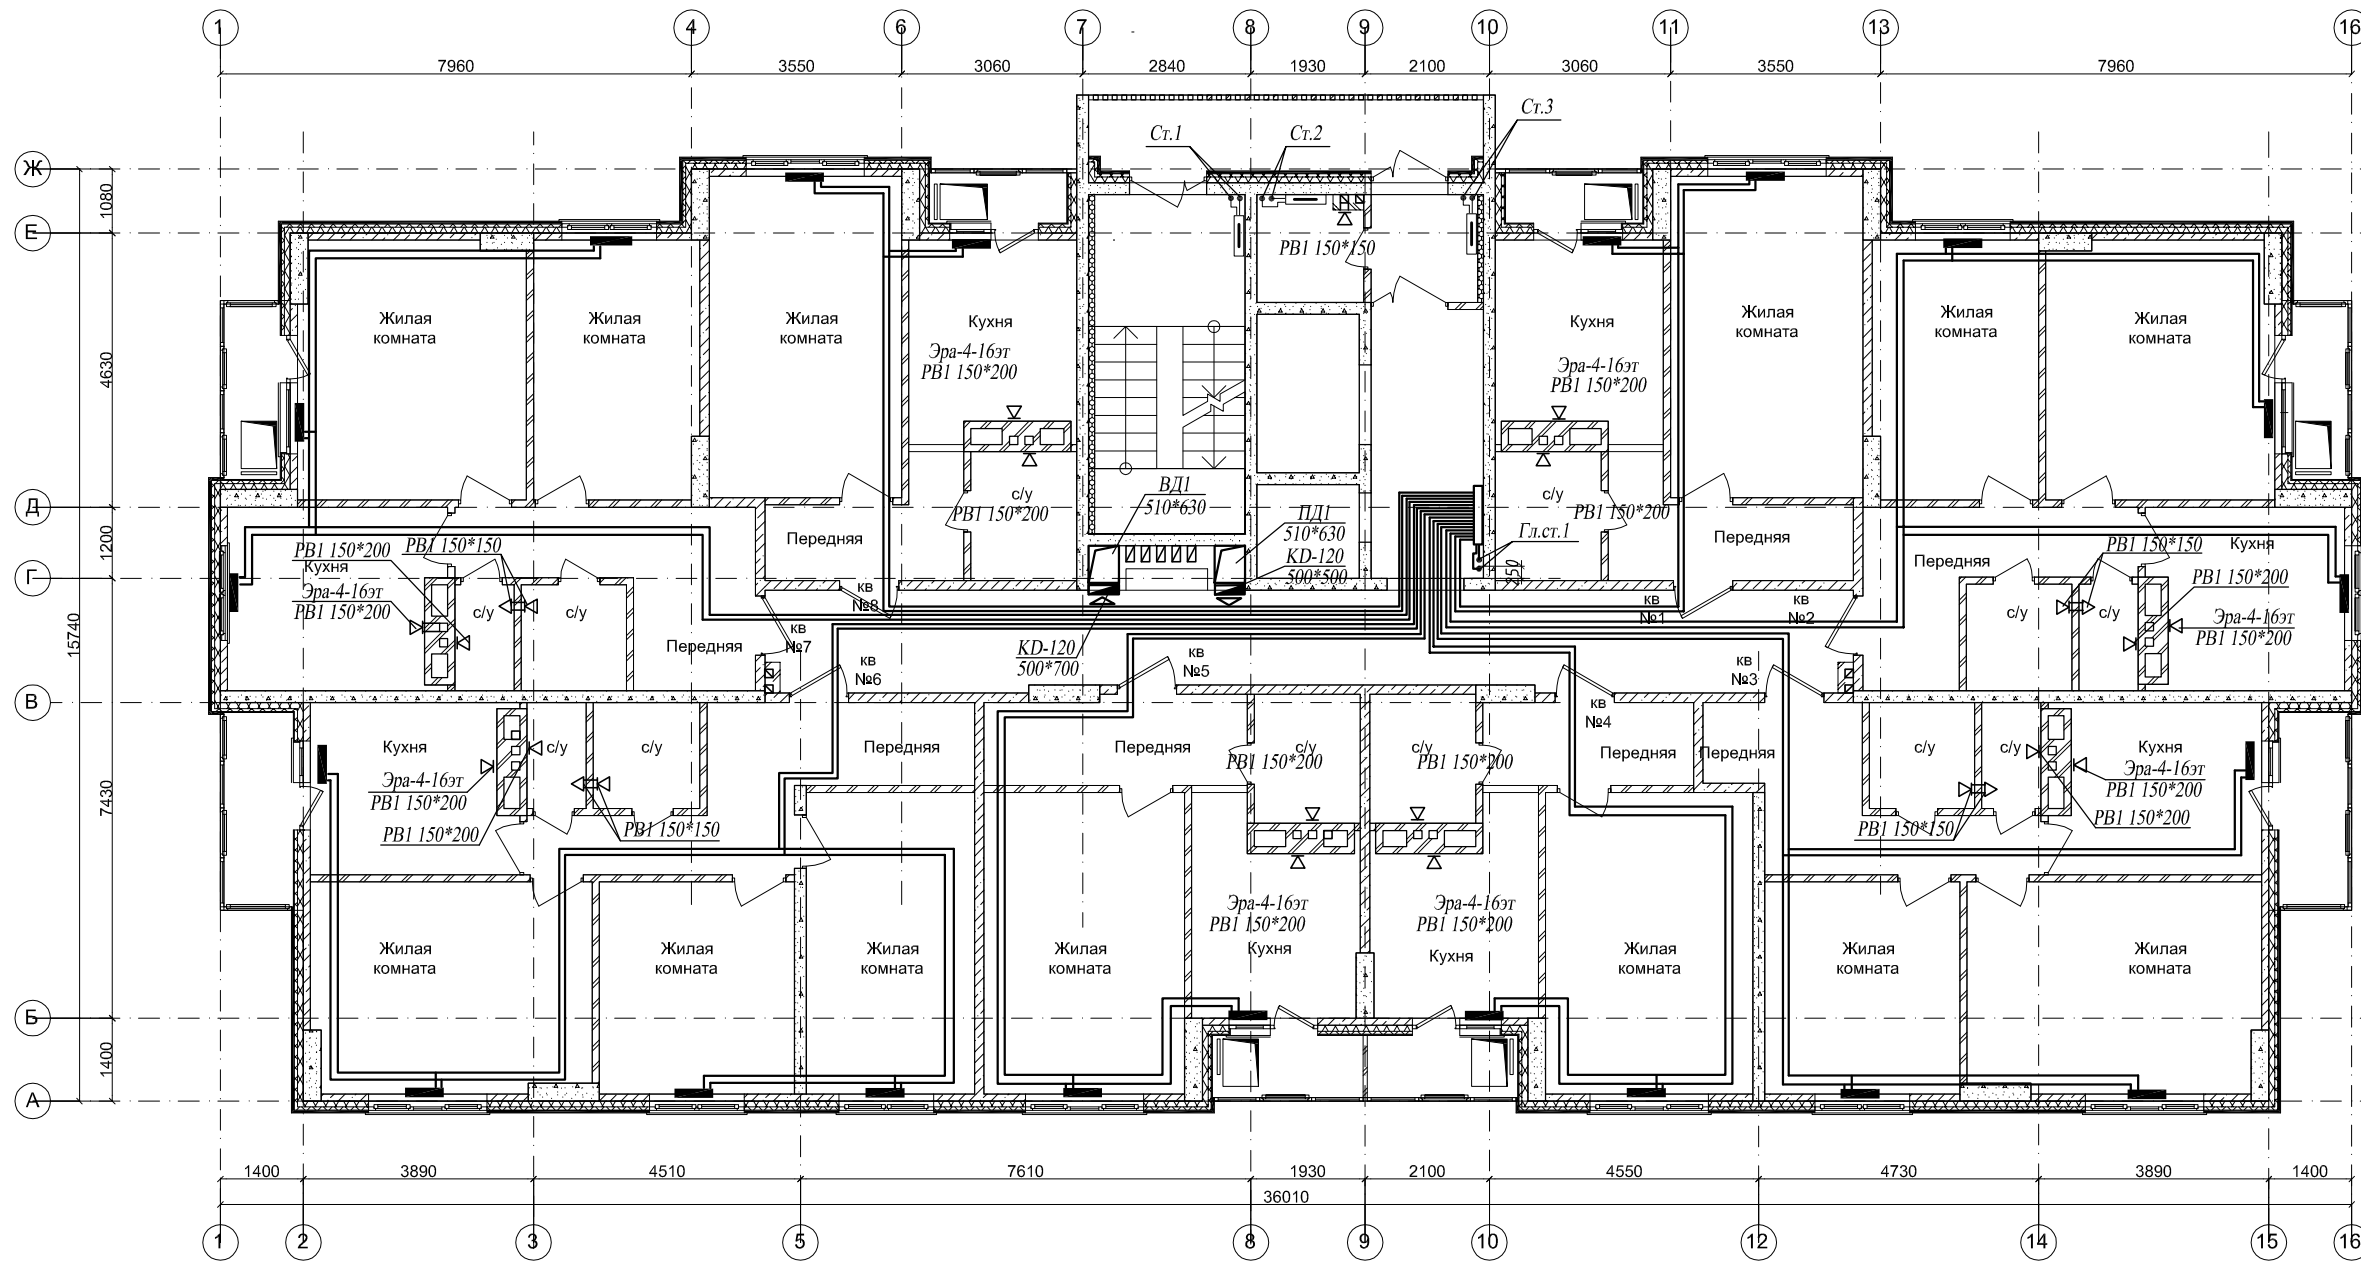 1 4 6 7 8 9 10 11 13 16
7960 3550 3060 2840 1930 2100 3060 3550 7960
Ст.1 Ст.2 Ст.3
Ж
Е
Д
Г
В
Б
А
1080
4630
1200
7430
1400
15740
РВ1 150*150
Жилая
комната
Жилая
комната
Жилая
комната
Кухня
Эра-4-16эт
РВ1 150*200
Кухня
Эра-4-16эт
РВ1 150*200
Жилая
комната
Жилая
комната
Жилая
комната
с/у
РВ1 150*200
ВД1
510*630
ПД1
510*630
KD-120
500*500
Гл.ст.1
350
с/у
РВ1 150*200
Передняя
Передняя
РВ1 150*200
РВ1 150*150
Кухня
Эра-4-16эт
РВ1 150*200
с/у
с/у
Передняя
кв
№8
кв
№7
кв
№6
KD-120
500*700
кв
№5
кв
№1
кв
№2
кв
№3
кв
№4
Передняя
РВ1 150*150
Кухня
РВ1 150*200
Эра-4-16эт
РВ1 150*200
с/у
с/у
Кухня
Эра-4-16эт
РВ1 150*200
РВ1 150*200
с/у
с/у
РВ1 150*150
Передняя
Передняя
с/у
РВ1 150*200
с/у
РВ1 150*200
Передняя
Передняя
с/у
с/у
Кухня
Эра-4-16эт
РВ1 150*200
РВ1 150*200
РВ1 150*150
Жилая
комната
Жилая
комната
Жилая
комната
Жилая
комната
Эра-4-16эт
РВ1 150*200
Кухня
Эра-4-16эт
РВ1 150*200
Кухня
Жилая
комната
Жилая
комната
Жилая
комната
1400 3890 4510 7610 1930 2100 4550 4730 3890 1400
36010
1 2 3 5 8 9 10 12 14 15 16